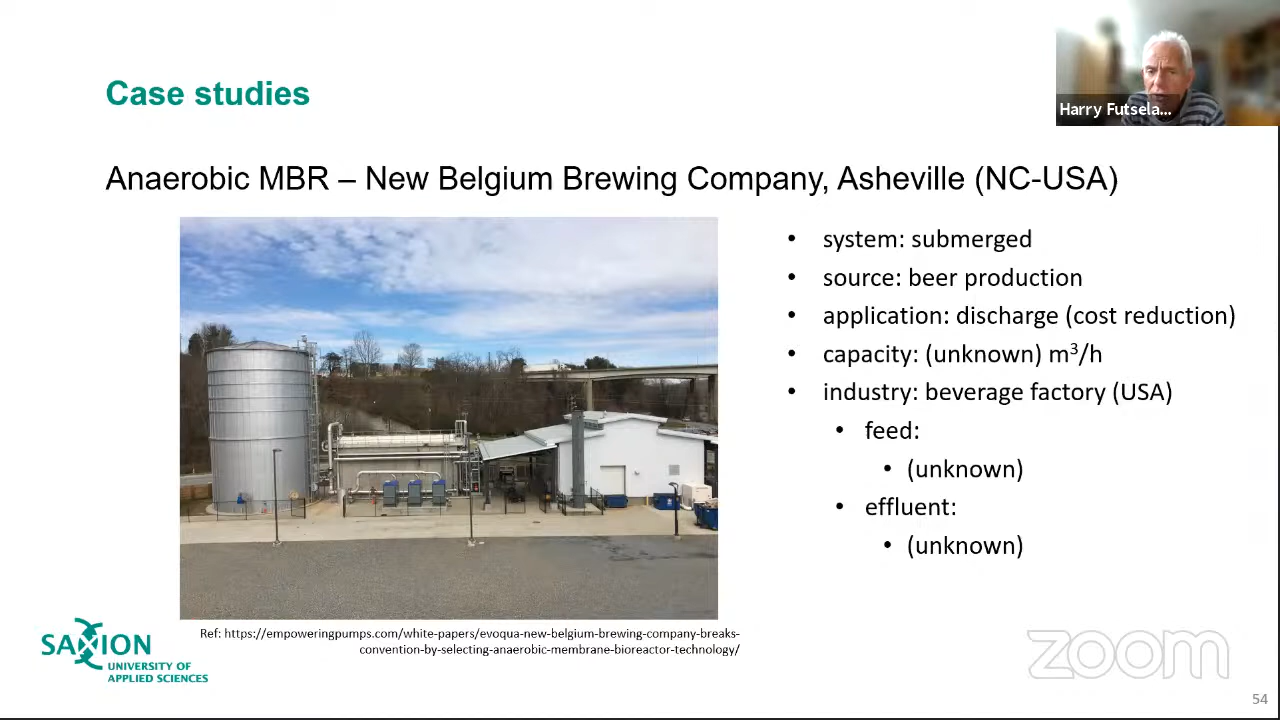 Case studies
Harry Futsela...
Anaerobic MBR – New Belgium Brewing Company, Asheville (NC-USA)
• system: submerged
• source: beer production
• application: discharge (cost reduction)
• capacity: (unknown) m³/h
• industry: beverage factory (USA)
• feed:
• (unknown)
• effluent:
• (unknown)
Ref: https://empoweringpumps.com/white-papers/evoqua-new-belgium-brewing-company-breaks-
convention-by-selecting-anaerobic-membrane-bioreactor-technology/
SAXION
UNIVERSITY OF
APPLIED SCIENCES
zoom
54